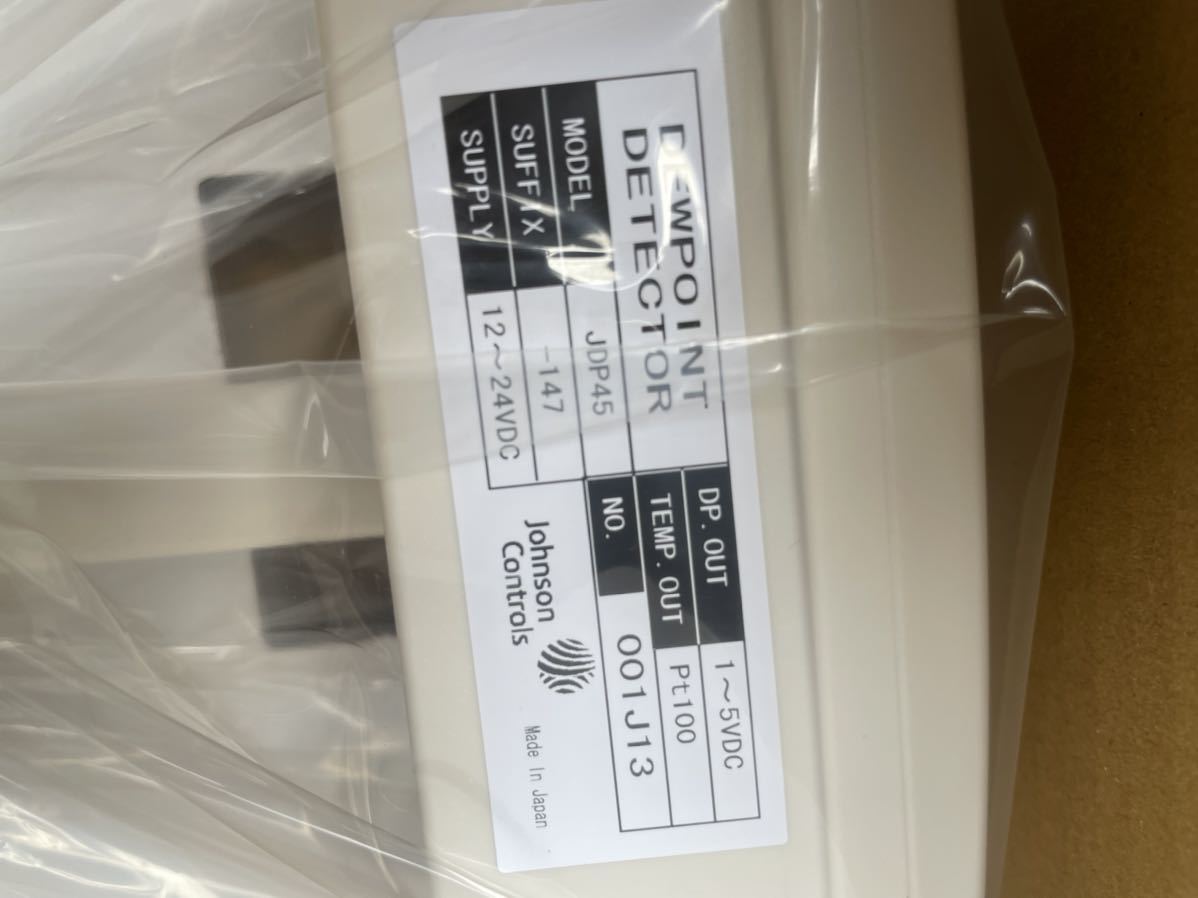 DEWPOINT
DETECTOR
DP.OUT 1～5VDC
TEMP.OUT Pt100
MODEL JDP45
NO. 001J13
SUFFIX -147
SUPPLY 12～24VDC
Johnson
Controls
Made In Japan